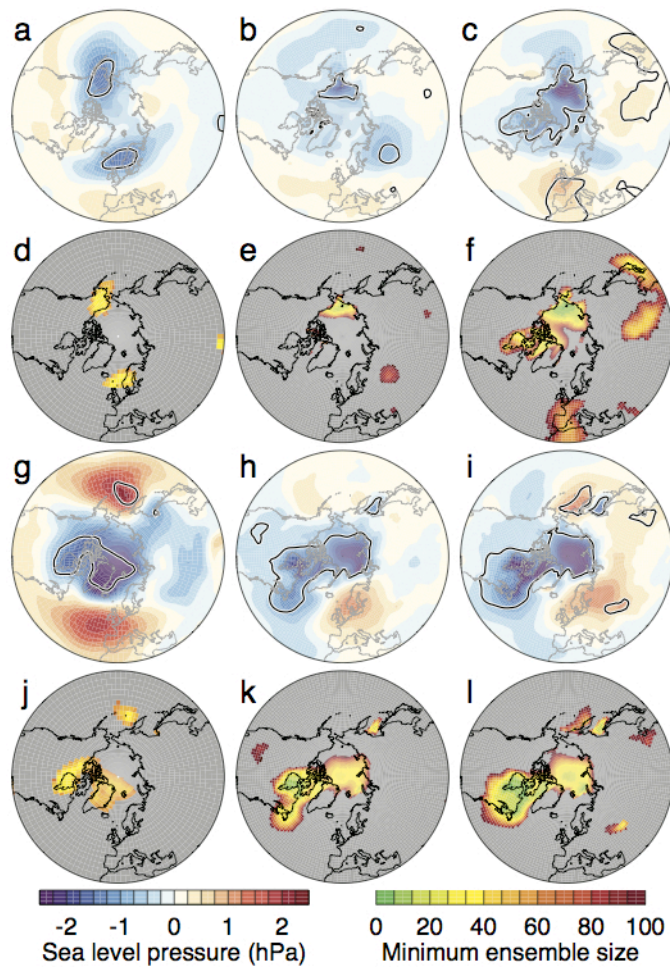 a b c
d e f
g h i
j k l
-2 -1 0 1 2 0 20 40 60 80 100
Sea level pressure (hPa) Minimum ensemble size